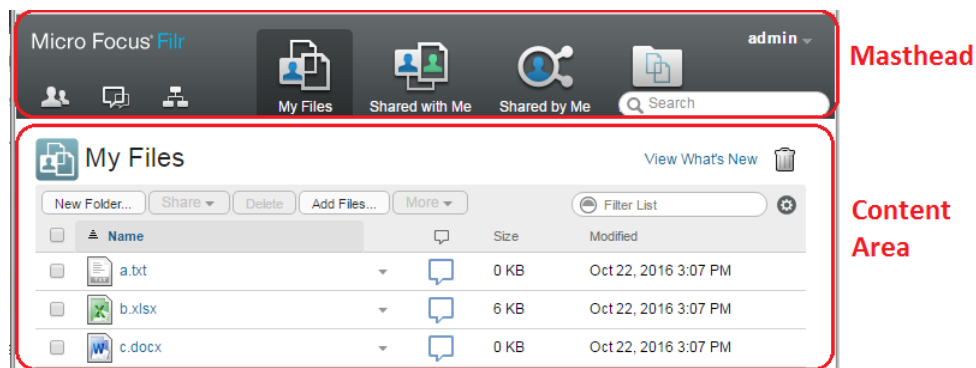 Micro Focus Filr
admin
Masthead
My Files
Shared with Me
Shared by Me
Search
My Files
View What's New
New Folder...
Share
Delete
Add Files...
More
Filter List
Content
Area
Name
Size
Modified
a.txt
0 KB
Oct 22, 2016 3:07 PM
b.xlsx
6 KB
Oct 22, 2016 3:07 PM
c.docx
0 KB
Oct 22, 2016 3:07 PM